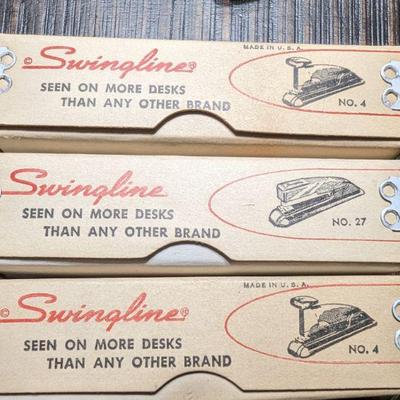 MADE IN U.S.A.
© Swingline®
SEEN ON MORE DESKS
THAN ANY OTHER BRAND
NO. 4
Swingline
SEEN ON MORE DESKS
THAN ANY OTHER BRAND
NO. 27
MADE IN U.S.A.
© Swingline®
SEEN ON MORE DESKS
THAN ANY OTHER BRAND
NO. 4